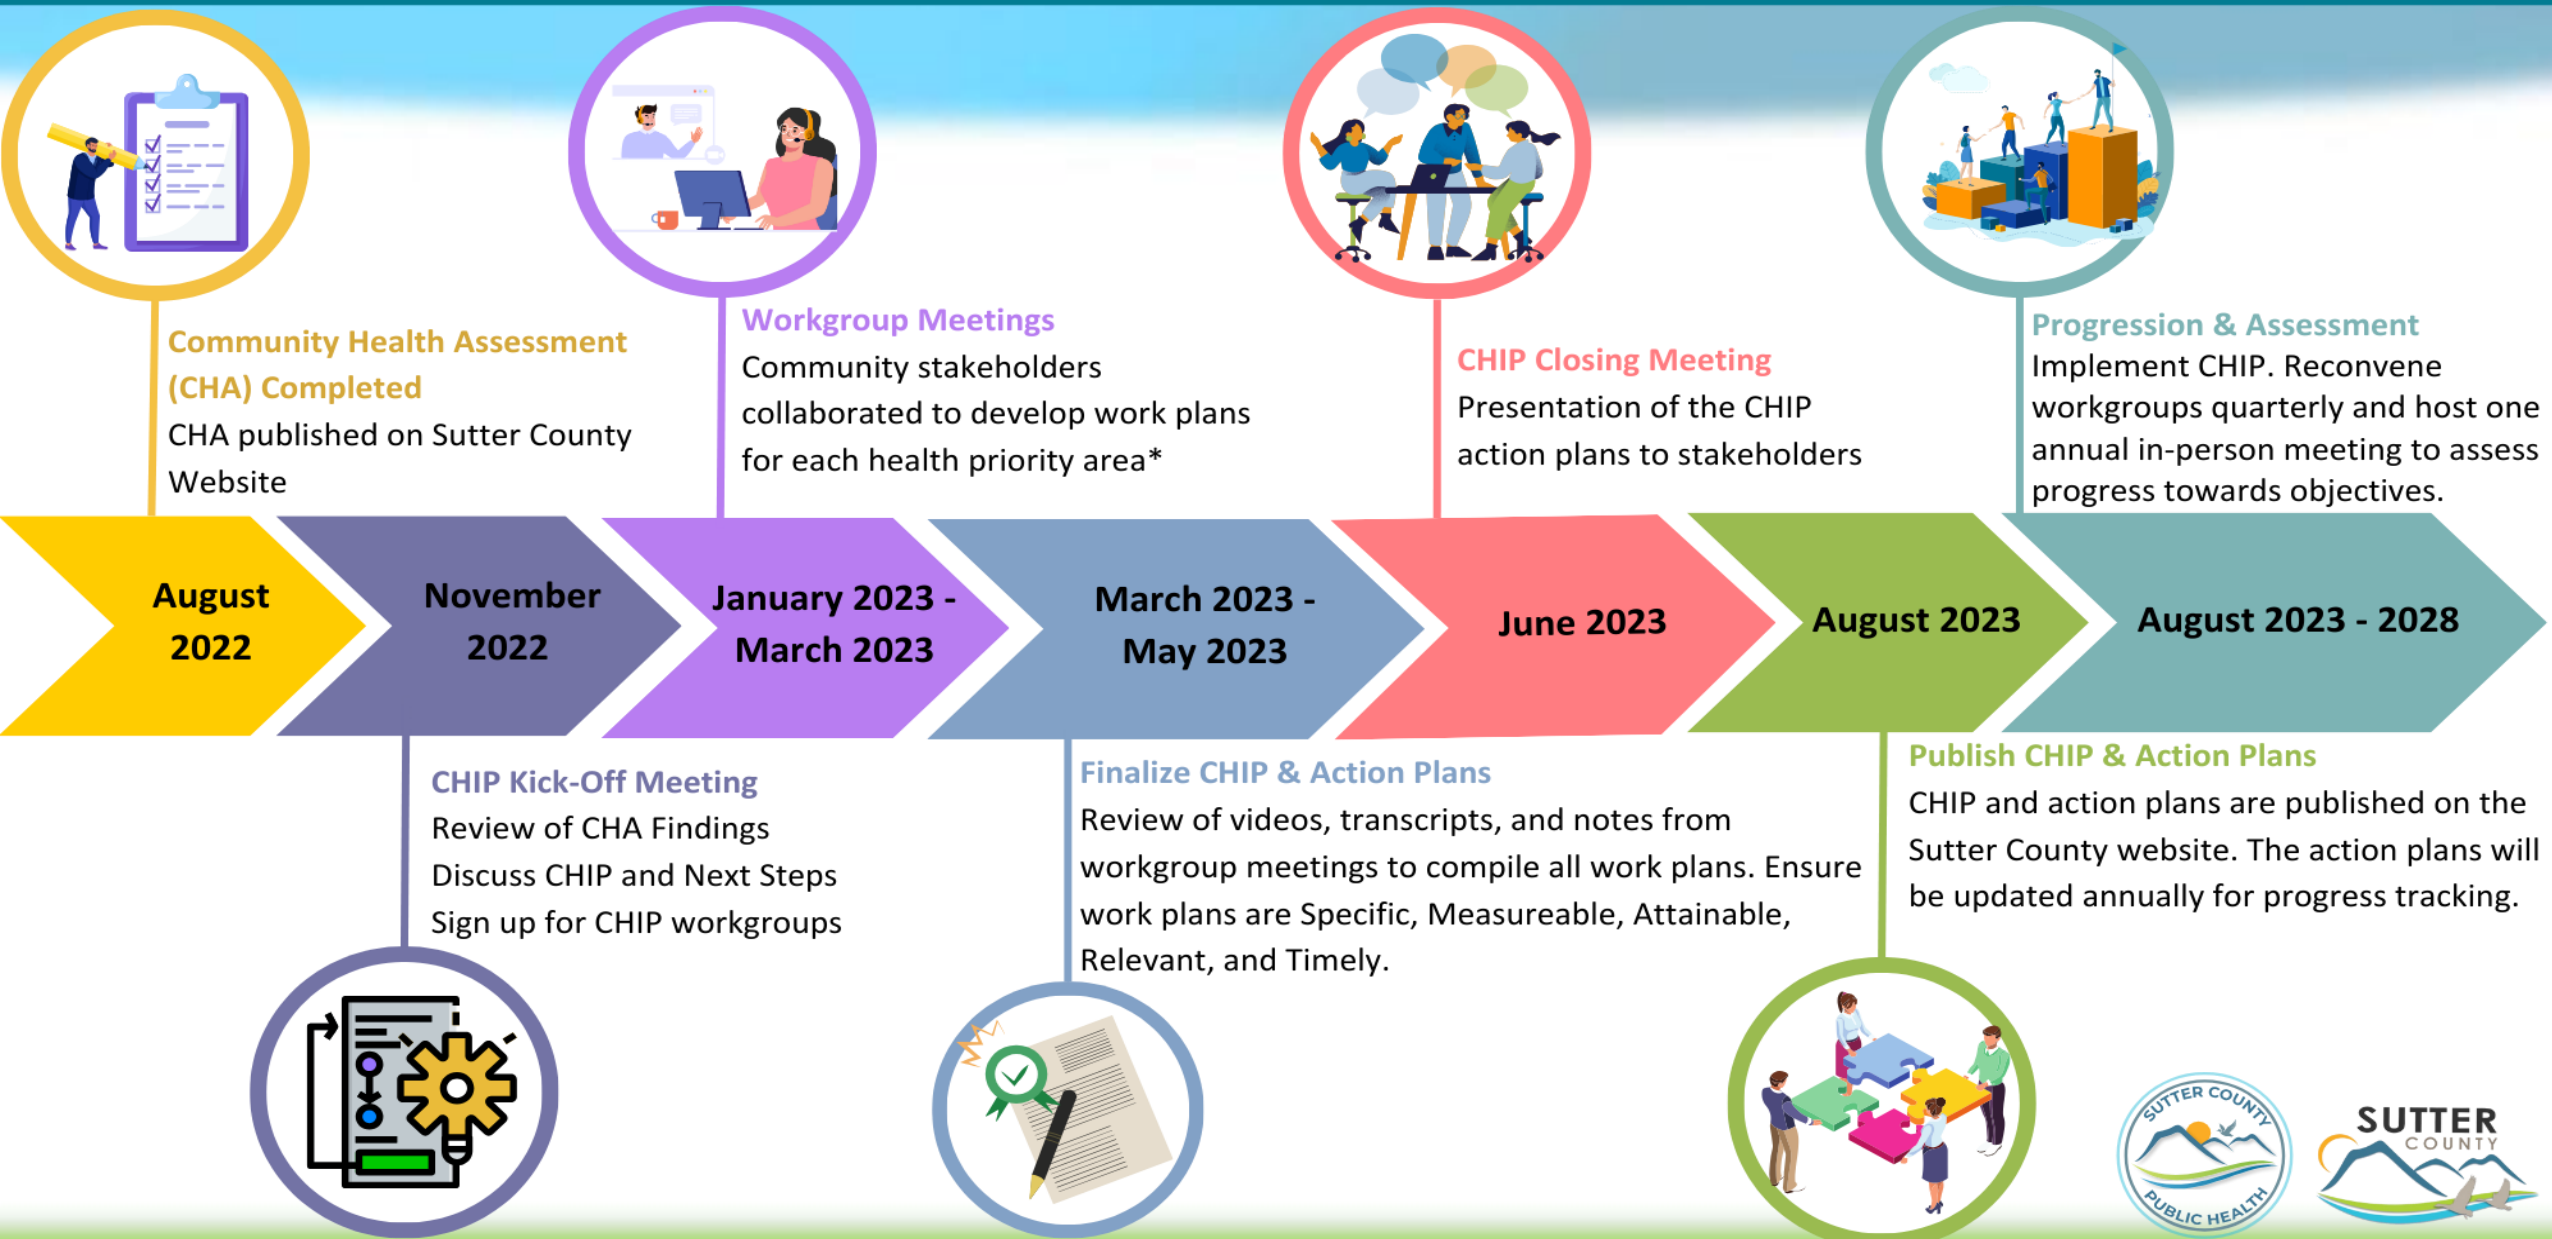 Community Health Assessment
(CHA) Completed
CHA published on Sutter County
Website
Workgroup Meetings
Community stakeholders
collaborated to develop work plans
for each health priority area*
CHIP Closing Meeting
Presentation of the CHIP
action plans to stakeholders
Progression & Assessment
Implement CHIP. Reconvene
workgroups quarterly and host one
annual in-person meeting to assess
progress towards objectives.
August
2022
November
2022
January 2023 -
March 2023
March 2023 -
May 2023
June 2023
August 2023
August 2023 - 2028
CHIP Kick-Off Meeting
Review of CHA Findings
Discuss CHIP and Next Steps
Sign up for CHIP workgroups
Finalize CHIP & Action Plans
Review of videos, transcripts, and notes from
workgroup meetings to compile all work plans. Ensure
work plans are Specific, Measureable, Attainable,
Relevant, and Timely.
Publish CHIP & Action Plans
CHIP and action plans are published on the
Sutter County website. The action plans will
be updated annually for progress tracking.
SUTTER COUNTY
PUBLIC HEALTH
SUTTER
COUNTY